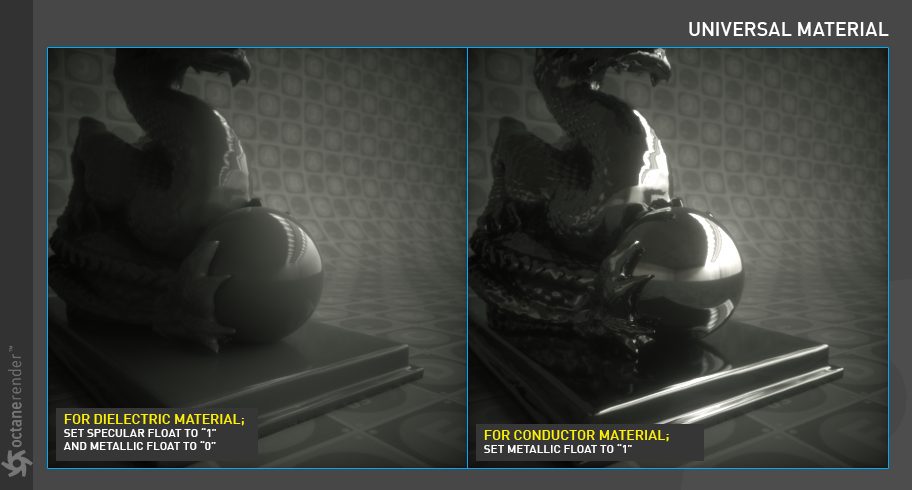 UNIVERSAL MATERIAL
FOR DIELECTRIC MATERIAL;
SET SPECULAR FLOAT TO "1"
AND METALLIC FLOAT TO "0"
FOR CONDUCTOR MATERIAL;
SET METALLIC FLOAT TO "1"
octanerender™